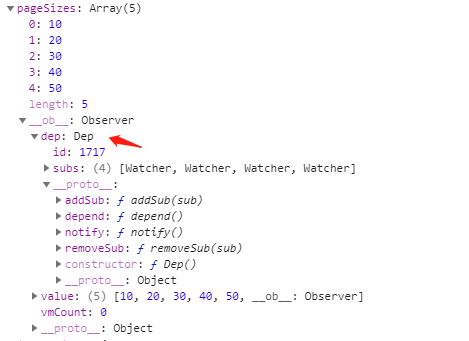 pageSizes: Array(5)
0: 10
1: 20
2: 30
3: 40
4: 50
length: 5
__ob__: Observer
dep: Dep
id: 1717
subs: (4) [Watcher, Watcher, Watcher, Watcher]
__proto__:
addSub: ƒ addSub(sub)
depend: ƒ depend()
notify: ƒ notify()
removeSub: ƒ removeSub(sub)
constructor: ƒ Dep()
__proto__: Object
value: (5) [10, 20, 30, 40, 50, __ob__: Observer]
vmCount: 0
__proto__: Object